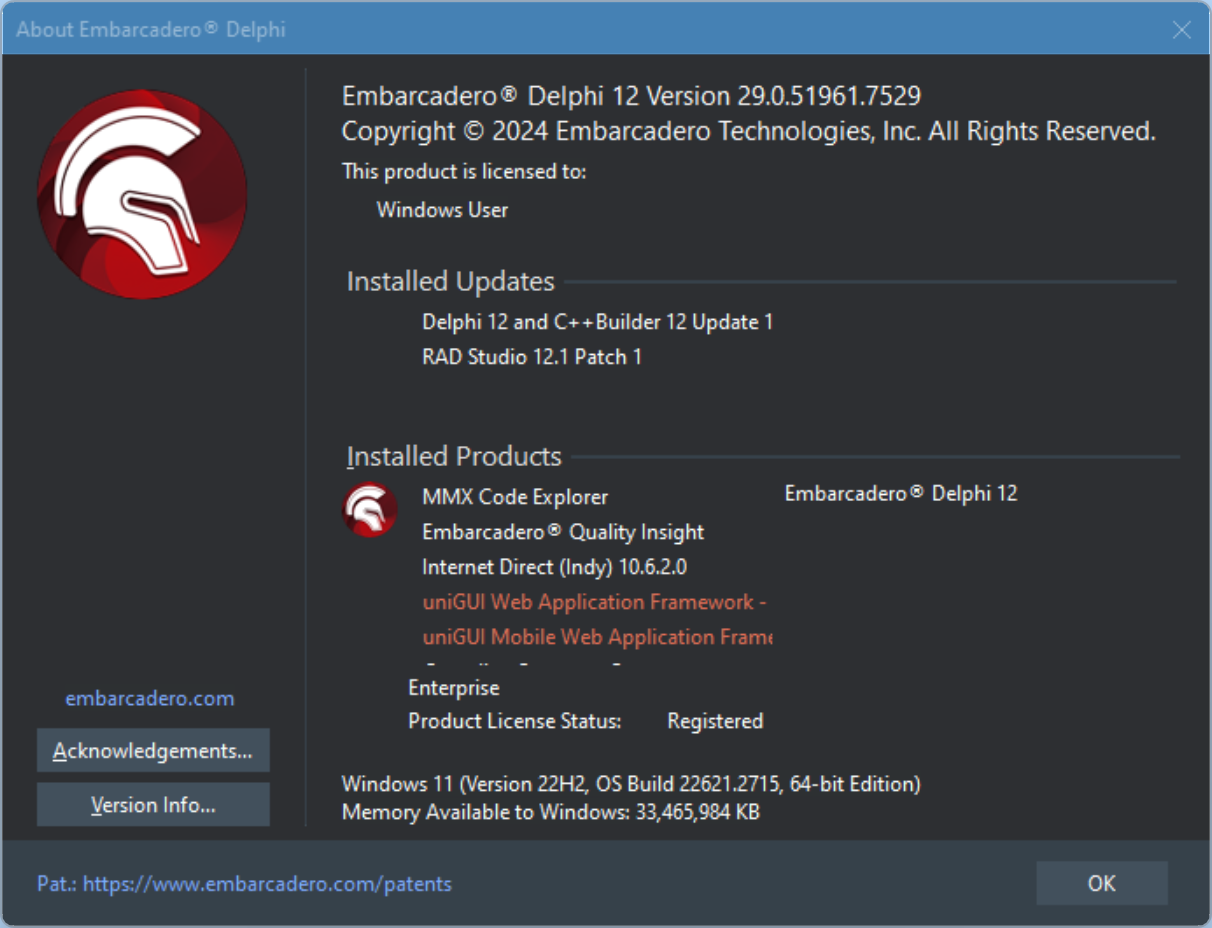 About Embarcadero® Delphi
Embarcadero® Delphi 12 Version 29.0.51961.7529
Copyright © 2024 Embarcadero Technologies, Inc. All Rights Reserved.
This product is licensed to:
Windows User
Installed Updates
Delphi 12 and C++Builder 12 Update 1
RAD Studio 12.1 Patch 1
Installed Products
MMX Code Explorer
Embarcadero® Delphi 12
Embarcadero® Quality Insight
Internet Direct (Indy) 10.6.2.0
uniGUI Web Application Framework -
uniGUI Mobile Web Application Frame
Enterprise
Product License Status: Registered
Windows 11 (Version 22H2, OS Build 22621.2715, 64-bit Edition)
Memory Available to Windows: 33,465,984 KB
embarcadero.com
Acknowledgements...
Version Info...
Pat.: https://www.embarcadero.com/patents
OK